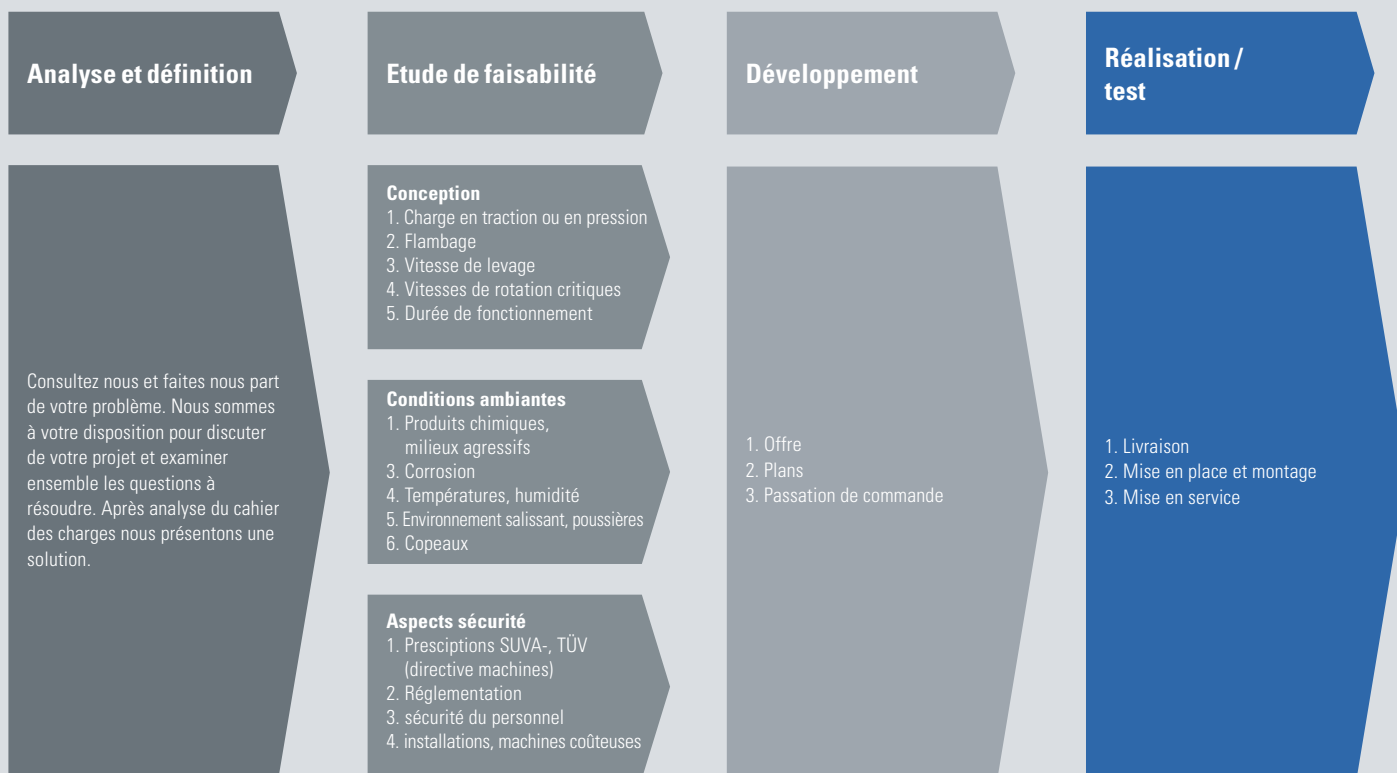 Analyse et définition
Consultez nous et faites nous part
de votre problème. Nous sommes
à votre disposition pour discuter
de votre projet et examiner
ensemble les questions à
résoudre. Après analyse du cahier
des charges nous présentons une
solution.
Etude de faisabilité
Conception
1. Charge en traction ou en pression
2. Flambage
3. Vitesse de levage
4. Vitesses de rotation critiques
5. Durée de fonctionnement
Conditions ambiantes
1. Produits chimiques,
milieux agressifs
3. Corrosion
4. Températures, humidité
5. Environnement salissant, poussières
6. Copeaux
Aspects sécurité
1. Presciptions SUVA-, TÜV
(directive machines)
2. Réglementation
3. sécurité du personnel
4. installations, machines coûteuses
Développement
1. Offre
2. Plans
3. Passation de commande
Réalisation /
test
1. Livraison
2. Mise en place et montage
3. Mise en service